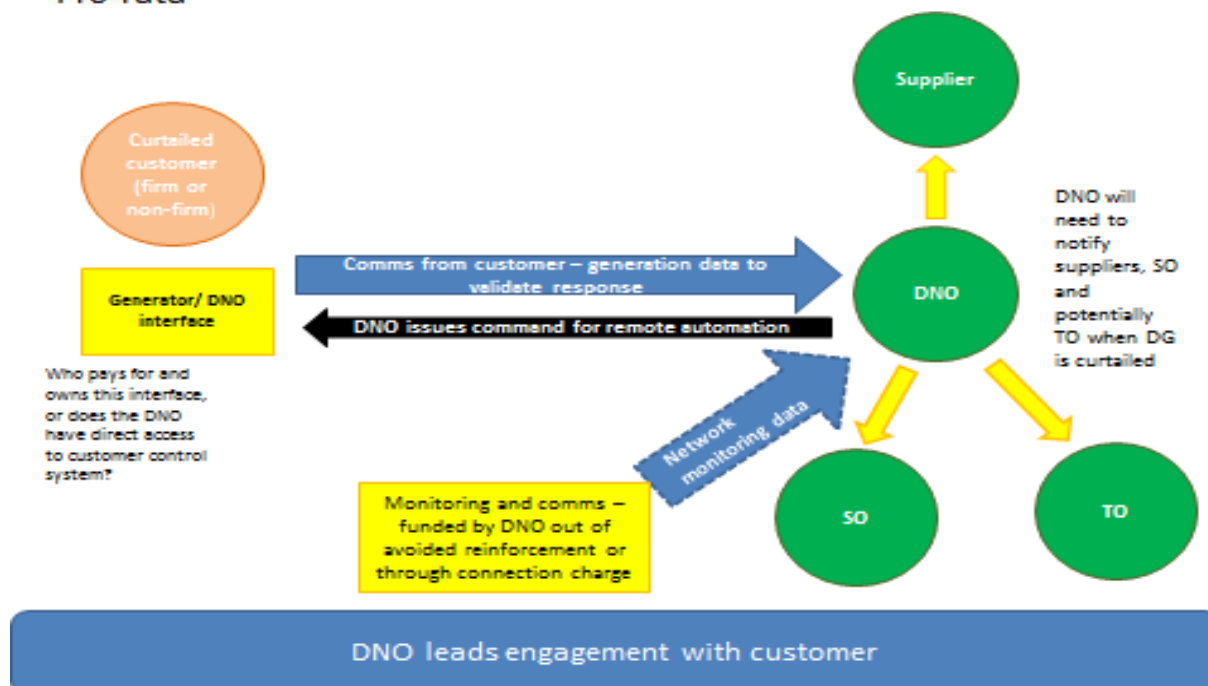 Supplier
Curtailed
customer
(firm or
non-firm)
DNO will
need to
notify
suppliers, SO
and
potentially
TO when DG
is curtailed
Comms from customer – generation data to
validate response
Generator/ DNO
interface
DNO
DNO issues command for remote automation
Who pays for and
owns this interface,
or does the DNO
have direct access
to customer control
system?
Network
monitoring data
Monitoring and comms –
funded by DNO out of
avoided reinforcement or
through connection charge
SO
TO
DNO leads engagement with customer